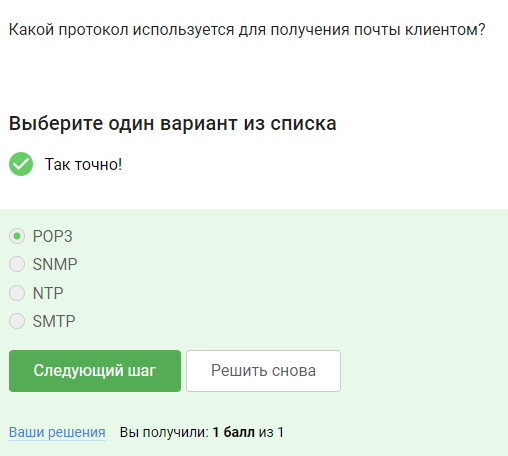 Какой протокол используется для получения почты клиентом?
Выберите один вариант из списка
Так точно!
POP3
SNMP
NTP
SMTP
Следующий шаг Решить снова
Ваши решения Вы получили: 1 балл из 1